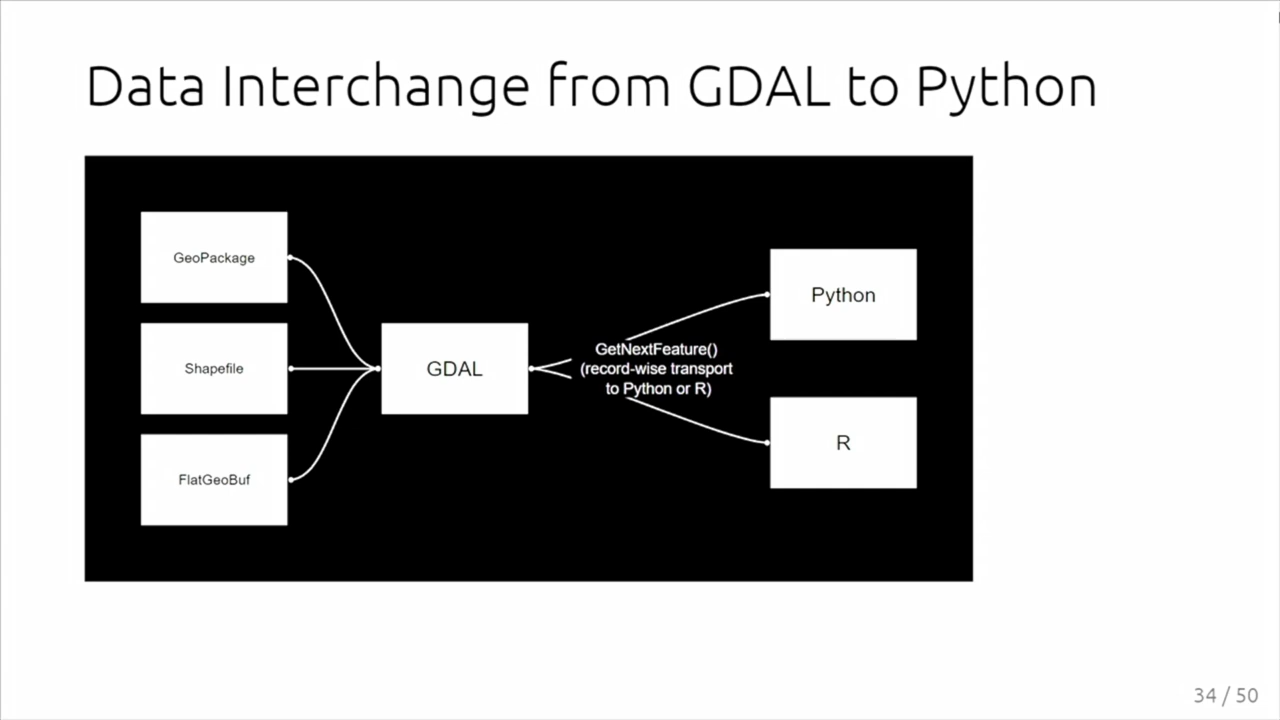 Data Interchange from GDAL to Python
GeoPackage
Shapefile
FlatGeoBuf
GDAL
GetNextFeature()
(record-wise transport
to Python or R)
Python
R
34 / 50